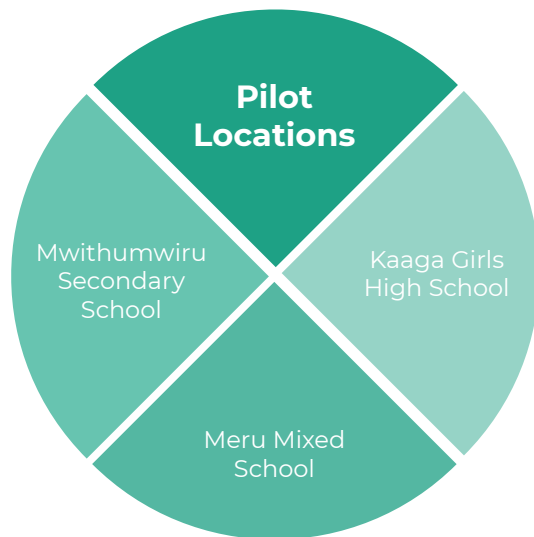 Pilot
Locations
Mwithumwiru
Secondary
School
Kaaga Girls
High School
Meru Mixed
School